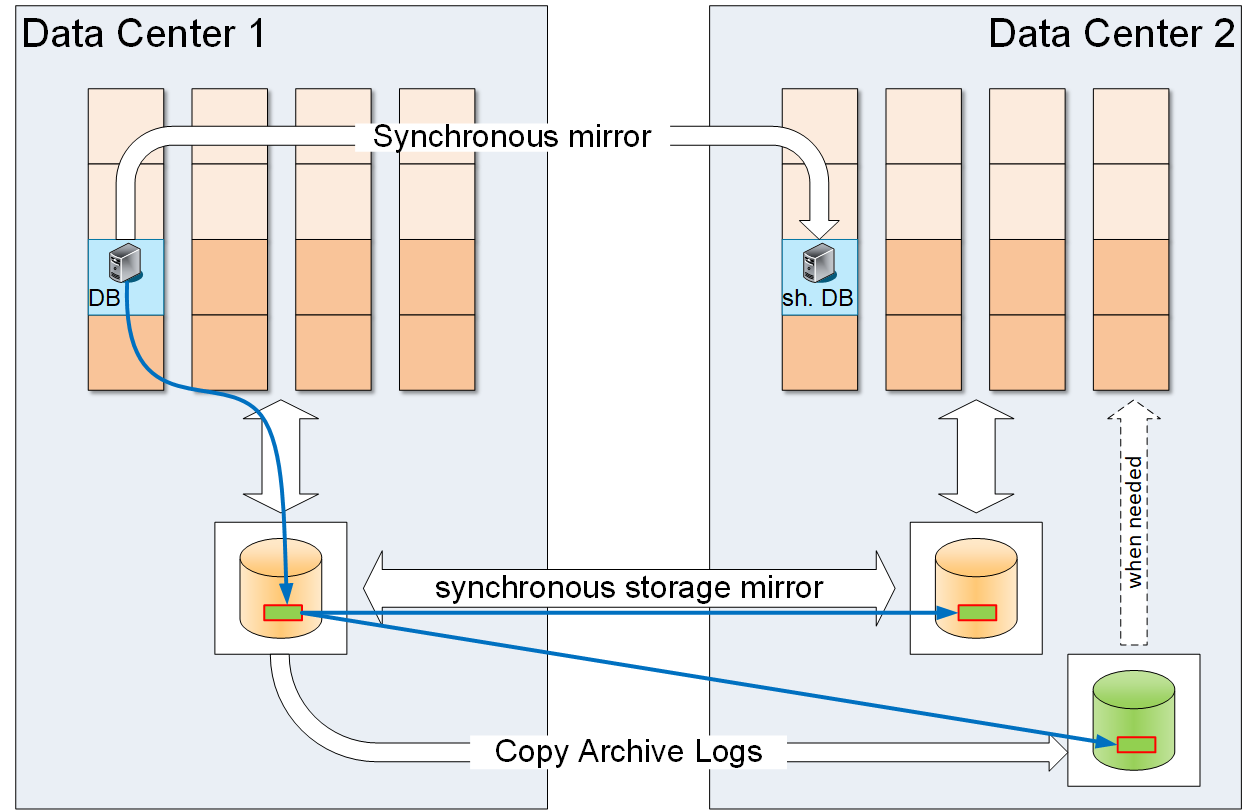 Data Center 1
Data Center 2
Synchronous mirror
DB
sh. DB
when needed
synchronous storage mirror
Copy Archive Logs